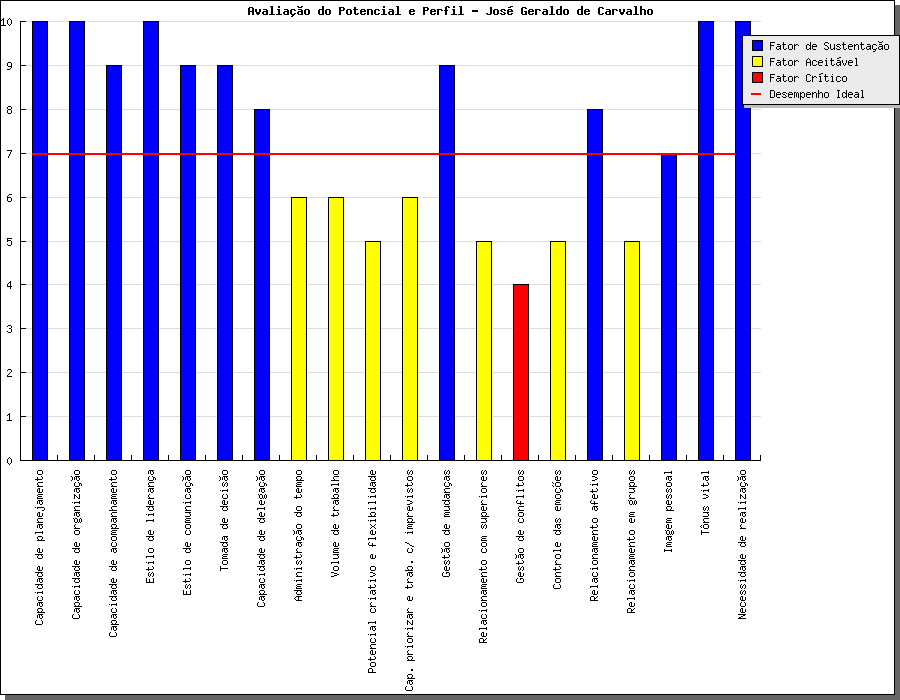 Avaliação do Potencial e Perfil - José Geraldo de Carvalho
10
9
8
7
6
5
4
3
2
1
0
Fator de Sustentação
Fator Aceitável
Fator Crítico
Desempenho Ideal
Capacidade de planejamento
Capacidade de organização
Capacidade de acompanhamento
Estilo de liderança
Estilo de comunicação
Tomada de decisão
Capacidade de delegação
Administração do tempo
Volume de trabalho
Potencial criativo e flexibilidade
Cap. priorizar e trab. c/ imprevistos
Gestão de mudanças
Relacionamento com superiores
Gestão de conflitos
Controle das emoções
Relacionamento afetivo
Relacionamento em grupos
Imagem pessoal
Tônus vital
Necessidade de realização